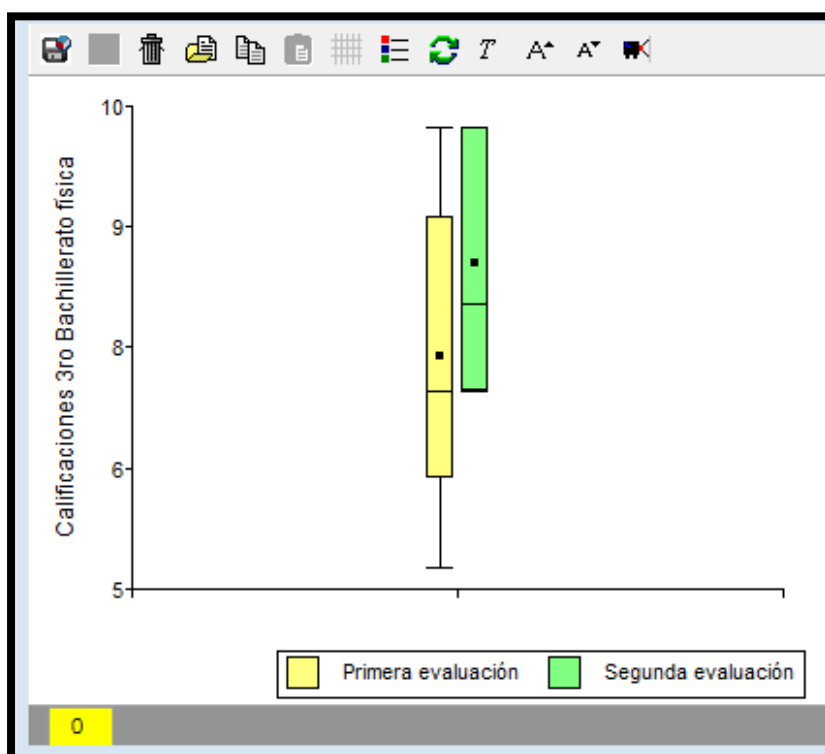 T A A
10
9
8
6
5
Calificaciones 3ro Bachillerato física
Primera evaluación Segunda evaluación
0